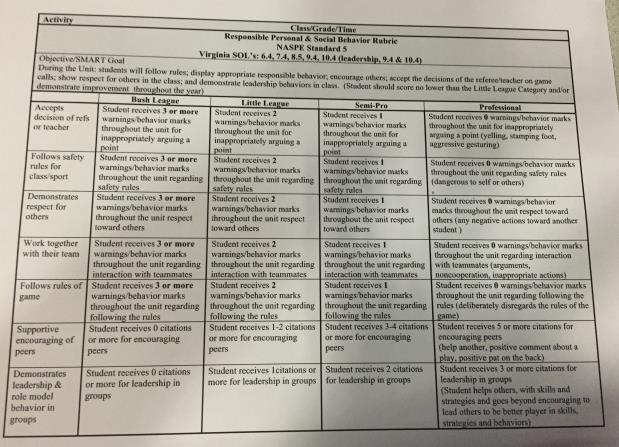 Activity
Class/Grade/Time
Responsible Personal & Social Behavior Rubric
NASPE Standard 5
Virginia SOL's: 6.4, 7.4, 8.5, 9.4, 10.4 (leadership, 9.4 & 10.4)
Objective/SMART Goal
During the Unit: students will follow rules; display appropriate responsible behavior; encourage others; accept the decisions of the referee/teacher on game
calls; show respect for others in the class; and demonstrate leadership behaviors in class. (Student should score no lower than the Little League Category and/or
demonstrate improvement throughout the year)
Bush League
Little League
Semi-Pro
Professional
Accepts
decision of refs
or teacher
Student receives 3 or more
warnings/behavior marks
throughout the unit for
inappropriately arguing a
point
Student receives 2
warnings/behavior marks
throughout the unit for
inappropriately arguing a
point
Student receives 1
warnings/behavior marks
throughout the unit for
inappropriately arguing a
point
Student receives 0 warnings/behavior marks
throughout the unit for inappropriately
arguing a point (yelling, stamping foot,
aggressive gesturing)
Follows safety
rules for
class/sport
Student receives 3 or more
warnings/behavior marks
throughout the unit regarding
safety rules
Student receives 2
warnings/behavior marks
throughout the unit regarding
safety rules
Student receives 1
warnings/behavior marks
throughout the unit regarding
safety rules
Student receives 0 warnings/behavior marks
throughout the unit regarding safety rules
(dangerous to self or others)
Demonstrates
respect for
others
Student receives 3 or more
warnings/behavior marks
throughout the unit respect
toward others
Student receives 2
warnings/behavior marks
throughout the unit respect
toward others
Student receives 1
warnings/behavior marks
throughout the unit respect
toward others
Student receives 0 warnings/behavior
marks throughout the unit respect toward
others (any negative actions toward another
student )
Work together
with their team
Student receives 3 or more
warnings/behavior marks
throughout the unit regarding
interaction with teammates
Student receives 2
warnings/behavior marks
throughout the unit regarding
interaction with teammates
Student receives 1
warnings/behavior marks
throughout the unit regarding
interaction with teammates
Student receives 0 warnings/behavior marks
throughout the unit regarding interaction
with teammates (arguments,
noncooperation, inappropriate actions)
Follows rules of
game
Student receives 3 or more
warnings/behavior marks
throughout the unit regarding
following the rules
Student receives 2
warnings/behavior marks
throughout the unit regarding
following the rules
Student receives 1
warnings/behavior marks
throughout the unit regarding
following the rules
Student receives 0 warnings/behavior marks
throughout the unit regarding following the
rules (deliberately disregards the rules of the
game)
Supportive
encouraging of
peers
Student receives 0 citations
or more for encouraging
peers
Student receives 1-2 citations
or more for encouraging
peers
Student receives 3-4 citations
or more for encouraging
peers
Student receives 5 or more citations for
encouraging peers
(help another, positive comment about a
play, positive pat on the back)
Demonstrates
leadership &
role model
behavior in
groups
Student receives 0 citations
or more for leadership in
groups
Student receives 1citations or
more for leadership in groups
Student receives 2 citations
for leadership in groups
Student receives 3 or more citations for
leadership in groups
(Student helps others, with skills and
strategies and goes beyond encouraging to
lead others to be better player in skills,
strategies and behaviors)